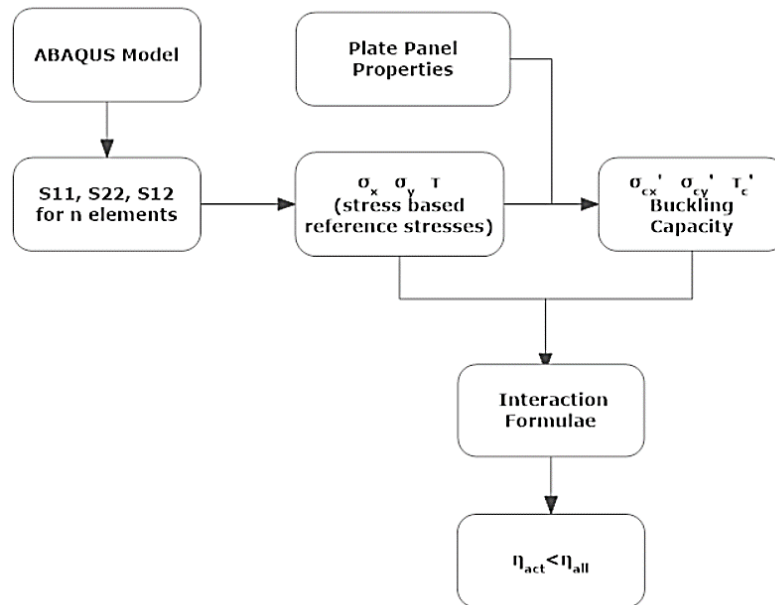 ABAQUS Model
Plate Panel
Properties
S11, S22, S12
for n elements
σx σy τ
(stress based
reference stresses)
σcx' σcy' τc'
Buckling
Capacity
Interaction
Formulae
ηact<ηall